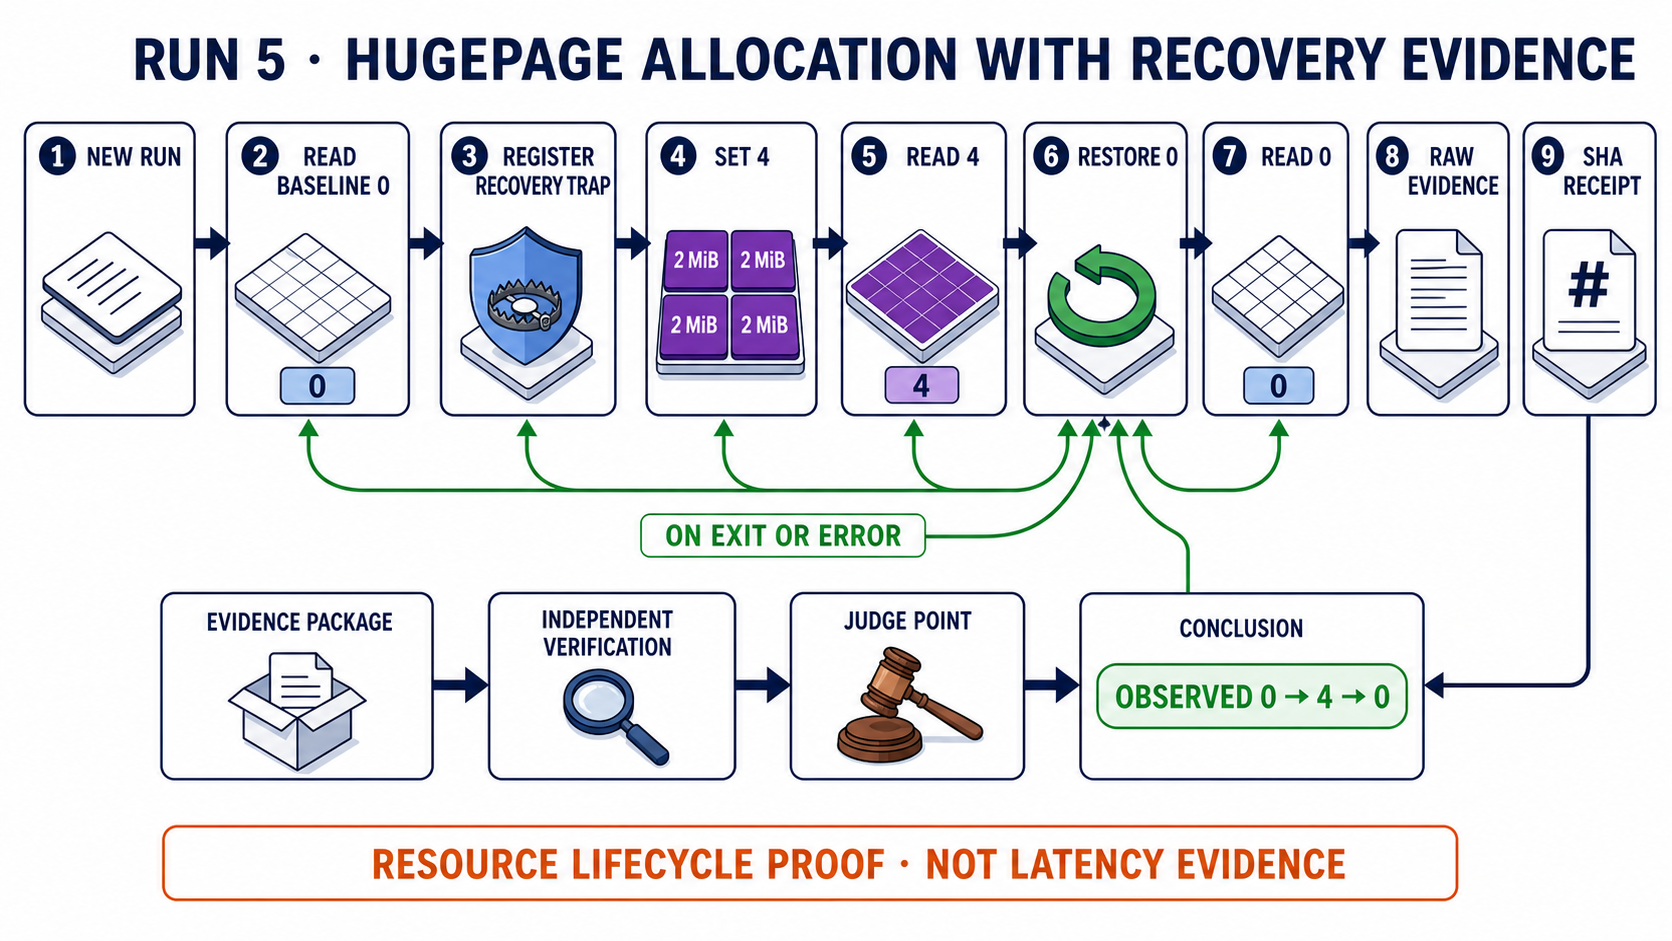 RUN 5 · HUGEPAGE ALLOCATION WITH RECOVERY EVIDENCE
1 NEW RUN
2 READ
BASELINE 0
0
3 REGISTER
RECOVERY TRAP
4 SET 4
2 MiB 2 MiB
2 MiB 2 MiB
5 READ 4
4
6 RESTORE 0
7 READ 0
0
8 RAW
EVIDENCE
9 SHA
RECEIPT
#
ON EXIT OR ERROR
EVIDENCE PACKAGE
INDEPENDENT
VERIFICATION
JUDGE POINT
CONCLUSION
OBSERVED 0 → 4 → 0
RESOURCE LIFECYCLE PROOF · NOT LATENCY EVIDENCE